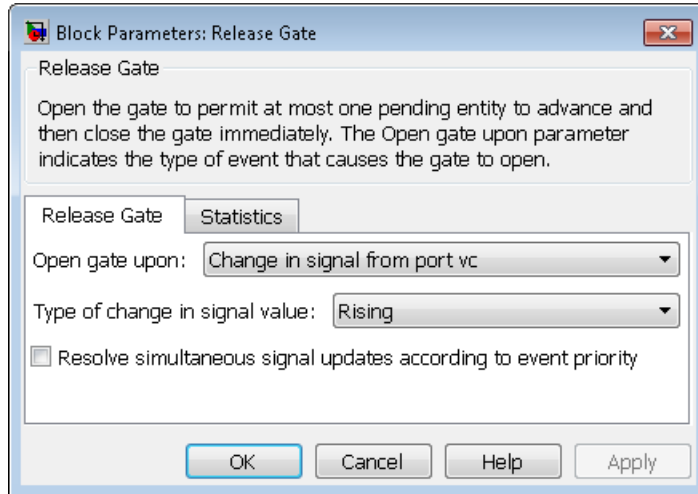 Block Parameters: Release Gate
Release Gate
Open the gate to permit at most one pending entity to advance and
then close the gate immediately. The Open gate upon parameter
indicates the type of event that causes the gate to open.
Release Gate Statistics
Open gate upon: Change in signal from port vc
Type of change in signal value: Rising
Resolve simultaneous signal updates according to event priority
OK Cancel Help Apply